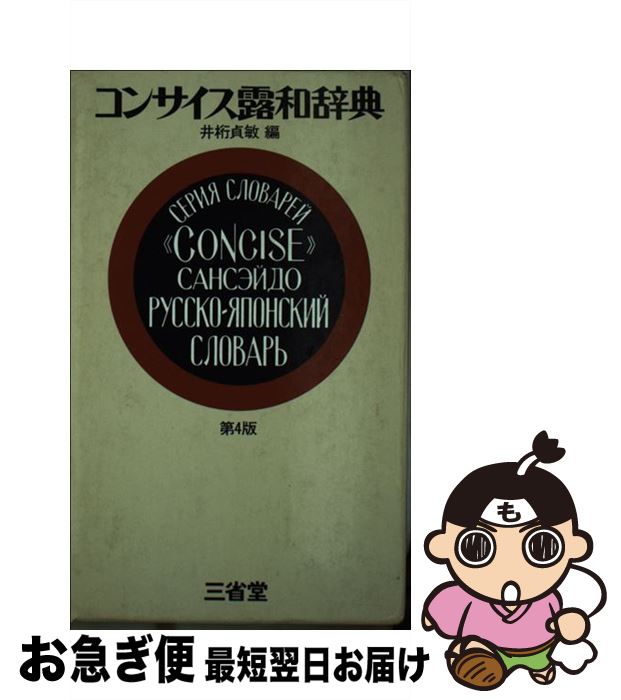 コンサイス露和辞典
井桁貞敏 編
СЕРИЯ СЛОВАРЕЙ
《CONCISE》
САНСЭЙДО
РУССКО-ЯПОНСКИЙ
СЛОВАРЬ
第4版
三省堂
も
お急ぎ便 最短翌日お届け